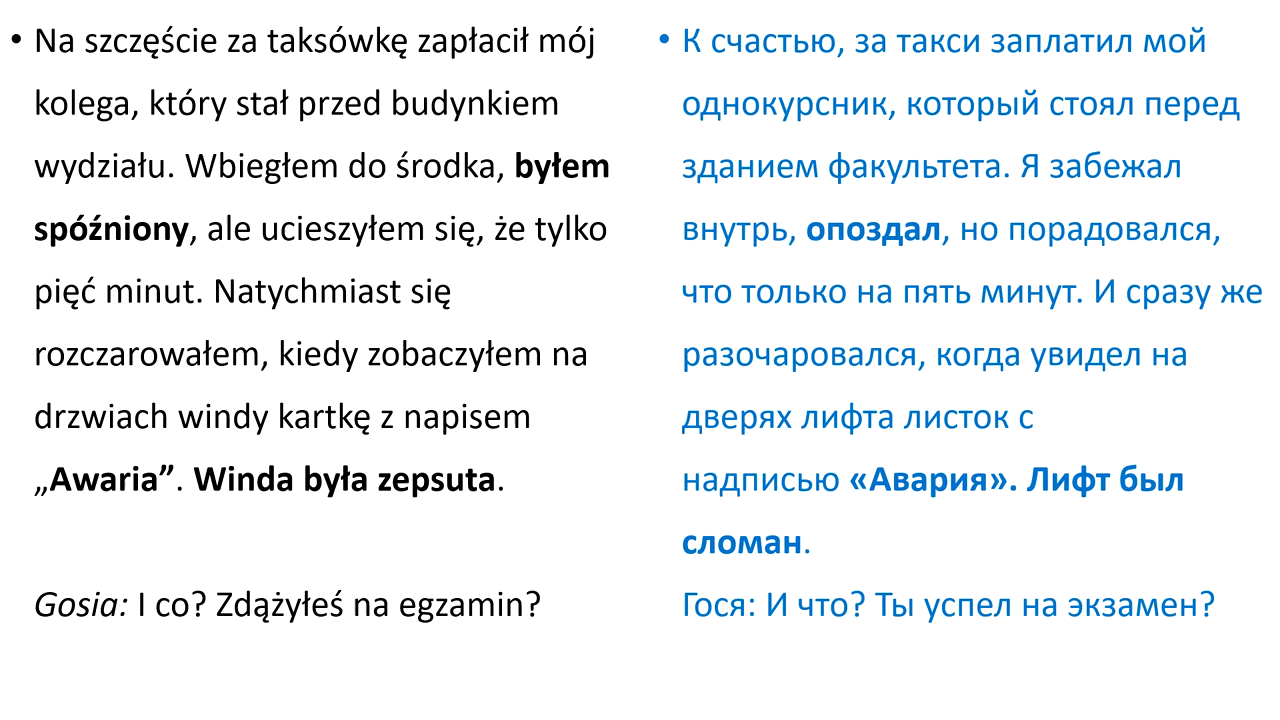 • Na szczęście za taksówkę zapłacił mój
kolega, który stał przed budynkiem
wydziału. Wbiegłem do środka, byłem
spóźniony, ale ucieszyłem się, że tylko
pięć minut. Natychmiast się
rozczarowałem, kiedy zobaczyłem na
drzwiach windy kartkę z napisem
„Awaria”. Winda była zepsuta.
Gosia: I co? Zdążyłeś na egzamin?
• К счастью, за такси заплатил мой
однокурсник, который стоял перед
зданием факультета. Я забежал
внутрь, опоздал, но порадовался,
что только на пять минут. И сразу же
разочаровался, когда увидел на
дверях лифта листок с
надписью «Авария». Лифт был
сломан.
Гося: И что? Ты успел на экзамен?